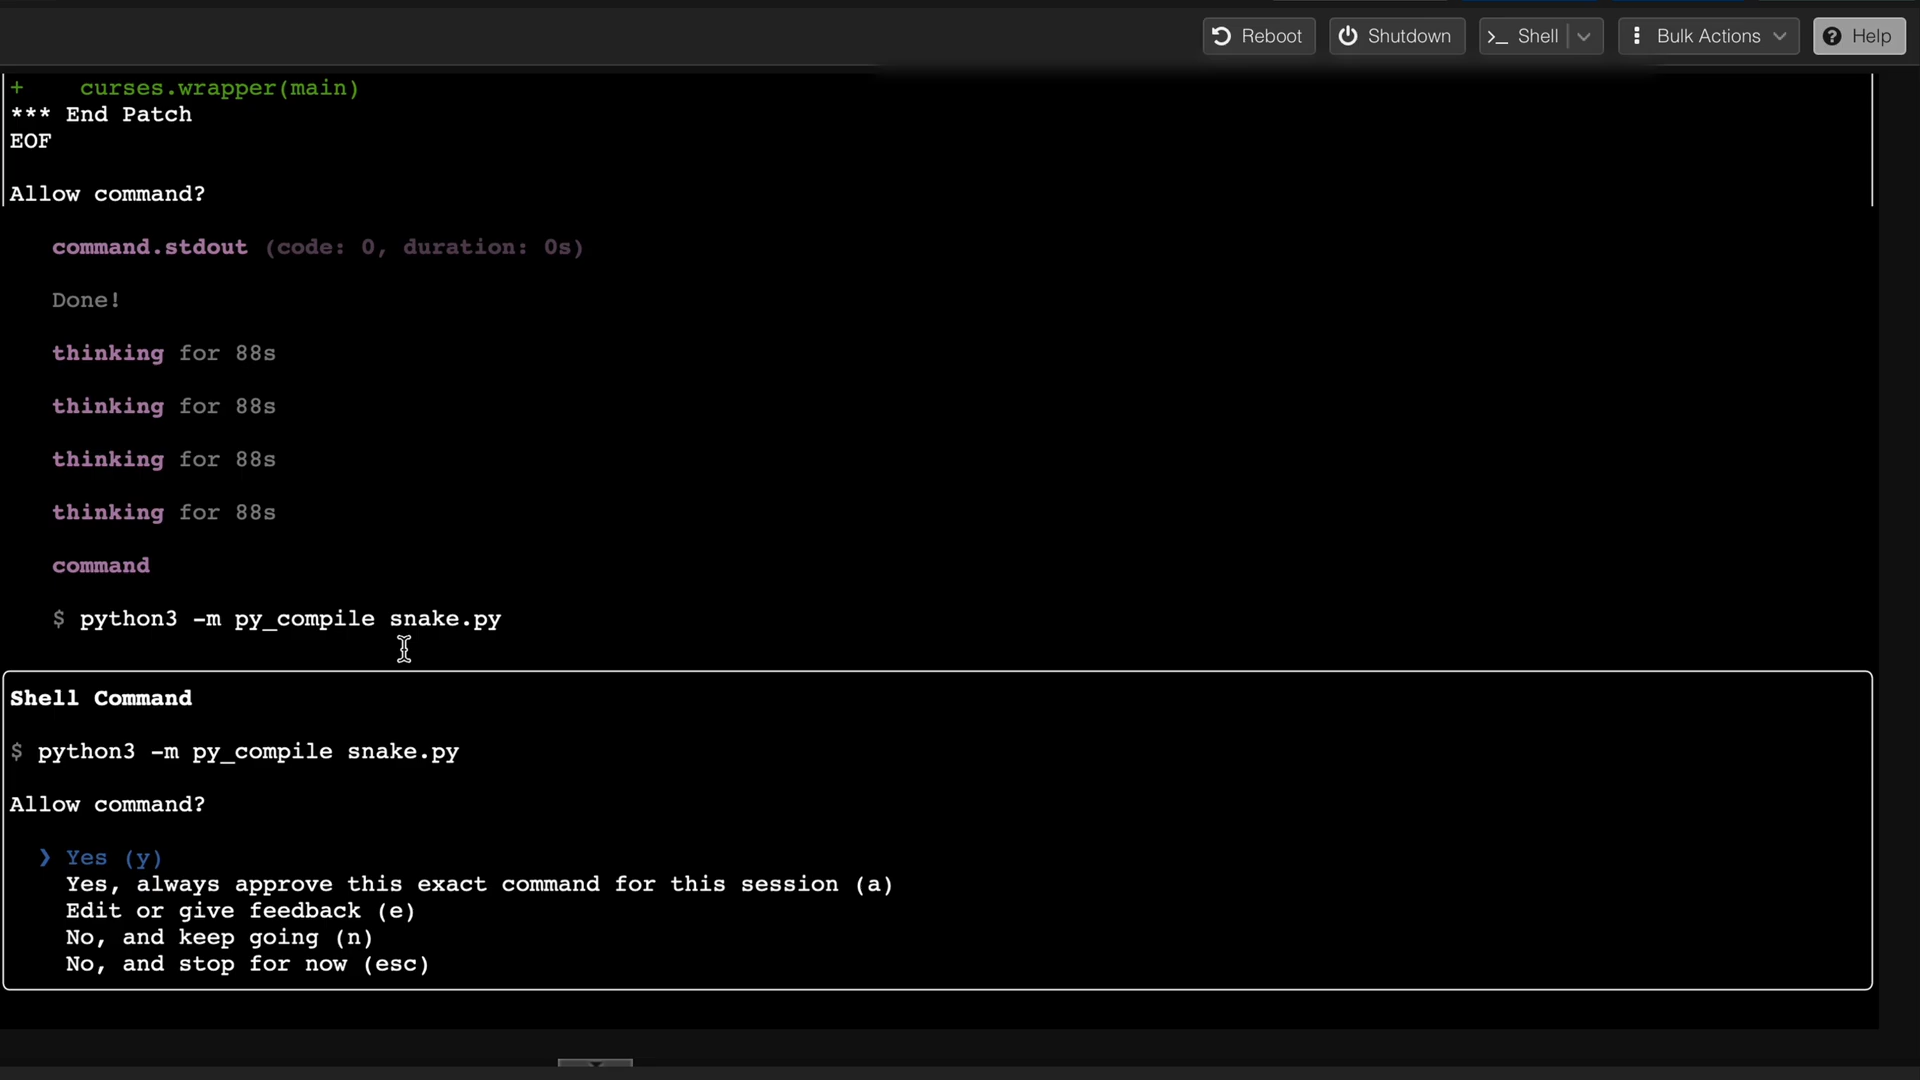 Reboot Shutdown >_ Shell Bulk Actions Help
+ curses.wrapper(main)
*** End Patch
EOF
Allow command?
command.stdout (code: 0, duration: 0s)
Done!
thinking for 88s
thinking for 88s
thinking for 88s
thinking for 88s
command
$ python3 -m py_compile snake.py
Shell Command
$ python3 -m py_compile snake.py
Allow command?
❯ Yes (y)
Yes, always approve this exact command for this session (a)
Edit or give feedback (e)
No, and keep going (n)
No, and stop for now (esc)